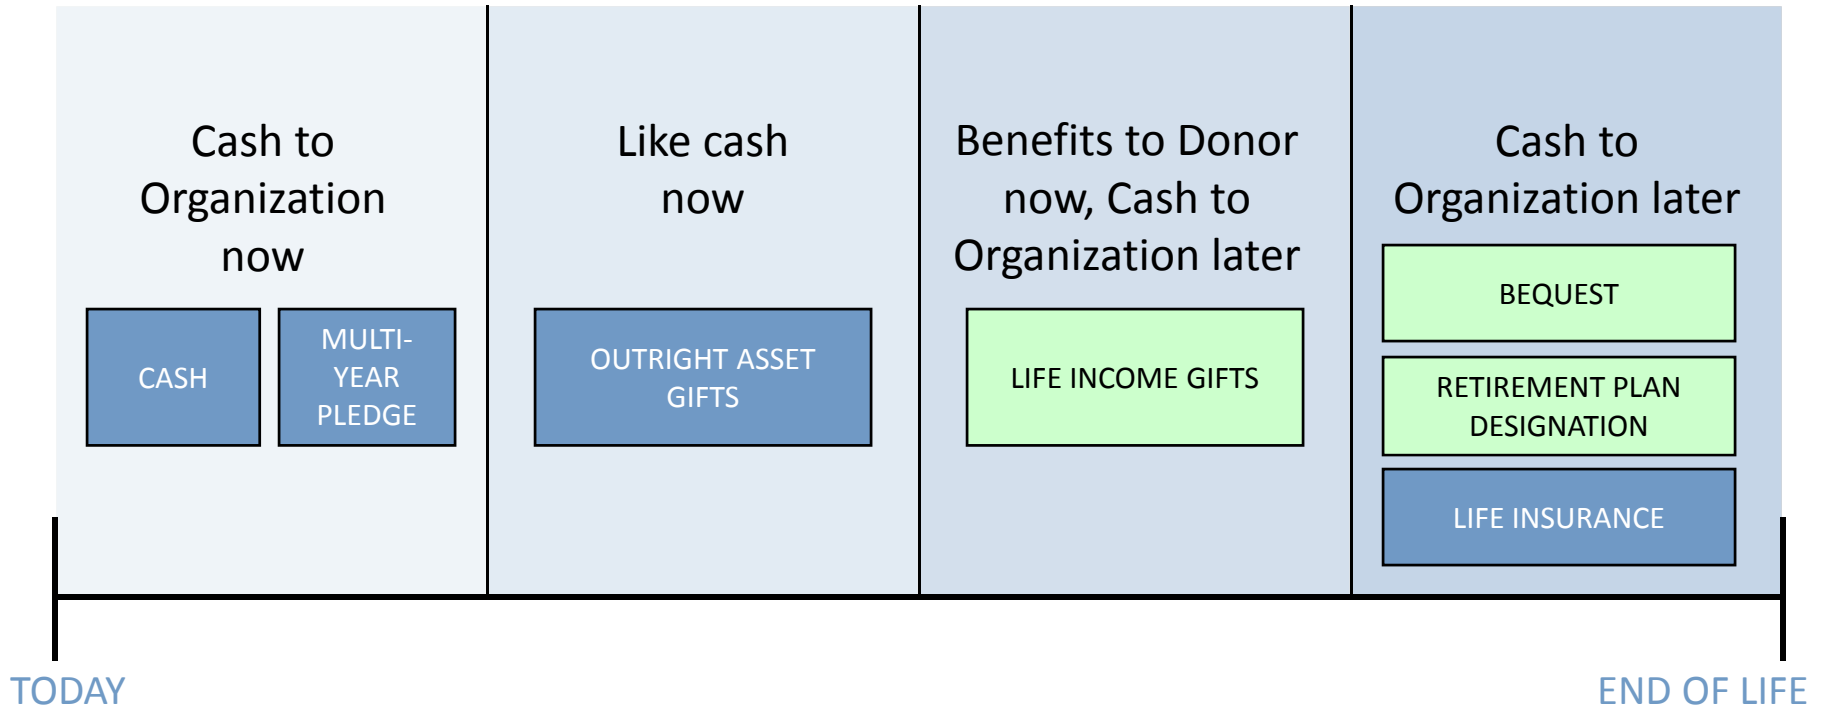 Cash to
Organization
now
CASH
MULTI-
YEAR
PLEDGE
Like cash
now
OUTRIGHT ASSET
GIFTS
Benefits to Donor
now, Cash to
Organization later
LIFE INCOME GIFTS
Cash to
Organization later
BEQUEST
RETIREMENT PLAN
DESIGNATION
LIFE INSURANCE
TODAY
END OF LIFE